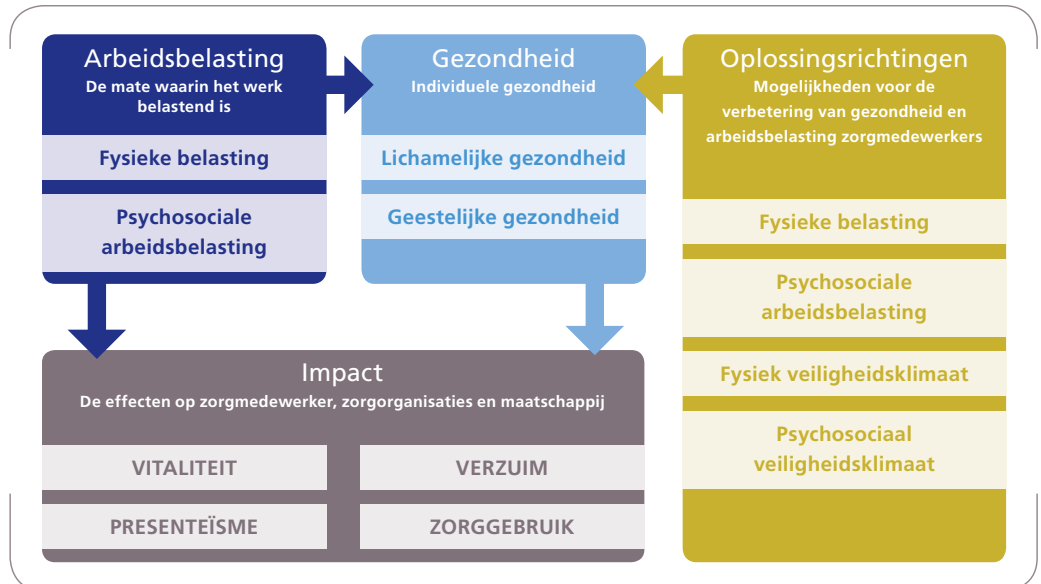 Arbeidsbelasting
De mate waarin het werk
belastend is
Fysieke belasting
Psychosociale
arbeidsbelasting
Gezondheid
Individuele gezondheid
Lichamelijke gezondheid
Geestelijke gezondheid
Oplossingsrichtingen
Mogelijkheden voor de
verbetering van gezondheid en
arbeidsbelasting zorgmedewerkers
Fysieke belasting
Psychosociale
arbeidsbelasting
Fysiek veiligheidsklimaat
Psychosociaal
veiligheidsklimaat
Impact
De effecten op zorgmedewerker, zorgorganisaties en maatschappij
VITALITEIT
VERZUIM
PRESENTEÏSME
ZORGGEBRUIK